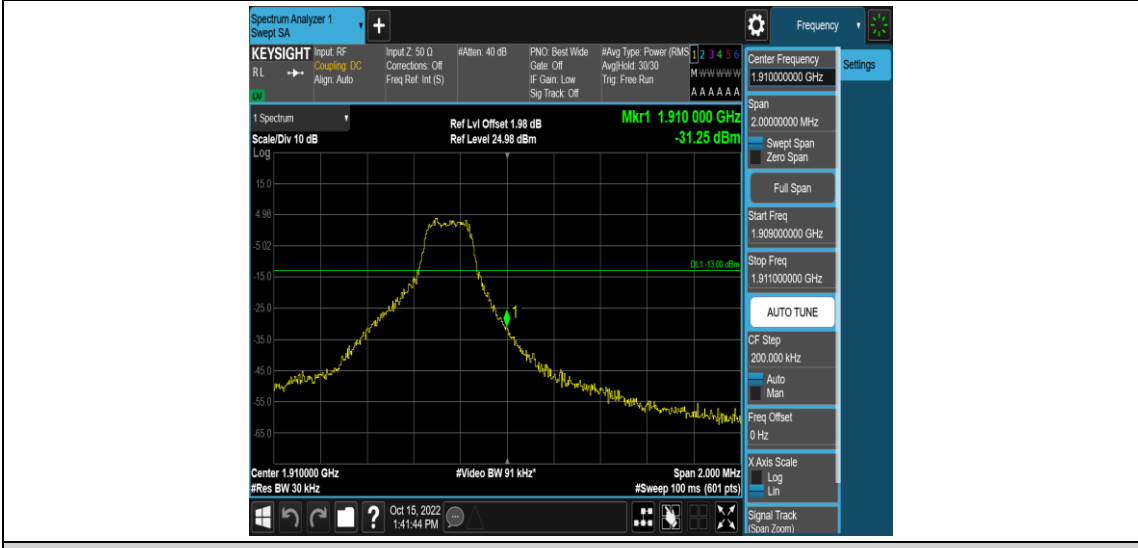 Spectrum Analyzer 1
Swept SA
+
Frequency
KEYSIGHT
RL
Input: RF
Coupling: DC
Align: Auto
Input Z: 50 Ω
Corrections: Off
Freq Ref: Int (S)
#Atten: 40 dB
PNO: Best Wide
Gate: Off
IF Gain: Low
Sig Track: Off
#Avg Type: Power (RMS
Avg|Hold: 30/30
Trig: Free Run
1 2 3 4 5 6
M W W W W W
A A A A A A
1 Spectrum
Scale/Div 10 dB
Log
Ref Lvl Offset 1.98 dB
Ref Level 24.98 dBm
Mkr1 1.910 000 GHz
-31.25 dBm
15.0
4.98
-5.02
-15.0
-25.0
-35.0
-45.0
-55.0
-65.0
DL1 -13.00 dBm
1
Center 1.910000 GHz
#Video BW 91 kHz*
Span 2.000 MHz
#Res BW 30 kHz
#Sweep 100 ms (601 pts)
Oct 15, 2022
1:41:44 PM
?
Center Frequency
1.910000000 GHz
Settings
Span
2.00000000 MHz
Swept Span
Zero Span
Full Span
Start Freq
1.909000000 GHz
Stop Freq
1.911000000 GHz
AUTO TUNE
CF Step
200.000 kHz
Auto
Man
Freq Offset
0 Hz
X Axis Scale
Log
Lin
Signal Track
(Span Zoom)